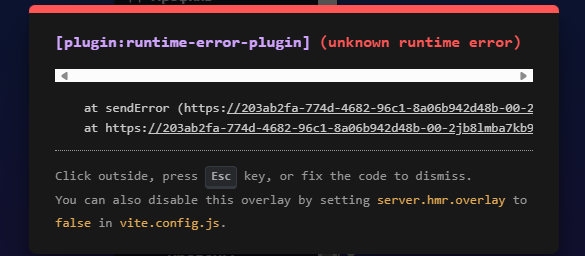 [plugin:runtime-error-plugin] (unknown runtime error)
at sendError (https://203ab2fa-774d-4682-96c1-8a06b942d48b-00-2
at https://203ab2fa-774d-4682-96c1-8a06b942d48b-00-2jb8lmba7kb9
Click outside, press Esc key, or fix the code to dismiss.
You can also disable this overlay by setting server.hmr.overlay to
false in vite.config.js.